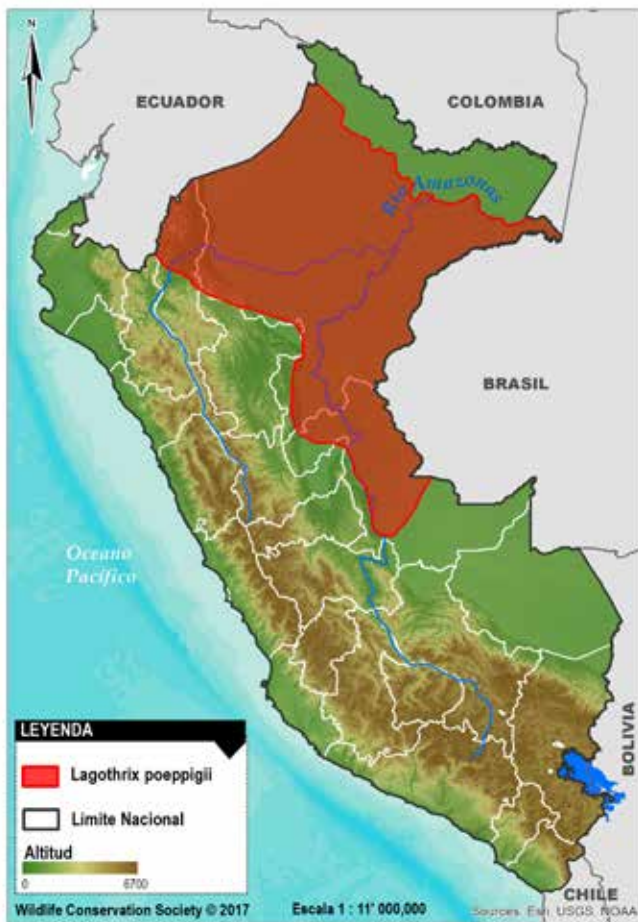 N
ECUADOR
COLOMBIA
Río Amazonas
BRASIL
Oceano
Pacífico
BOLIVIA
LEYENDA
Lagothrix poeppigii
Limite Nacional
Altitud
0 6700
CHILE
Wildlife Conservation Society © 2017
Escala 1 : 11' 000,000
Sources: Esri, USGS, NOAA